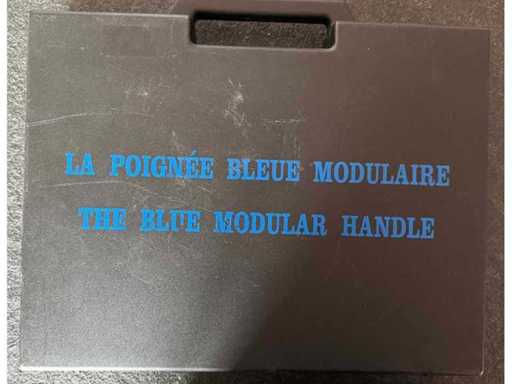 LA POIGNÉE BLEUE MODULAIRE
THE BLUE MODULAR HANDLE